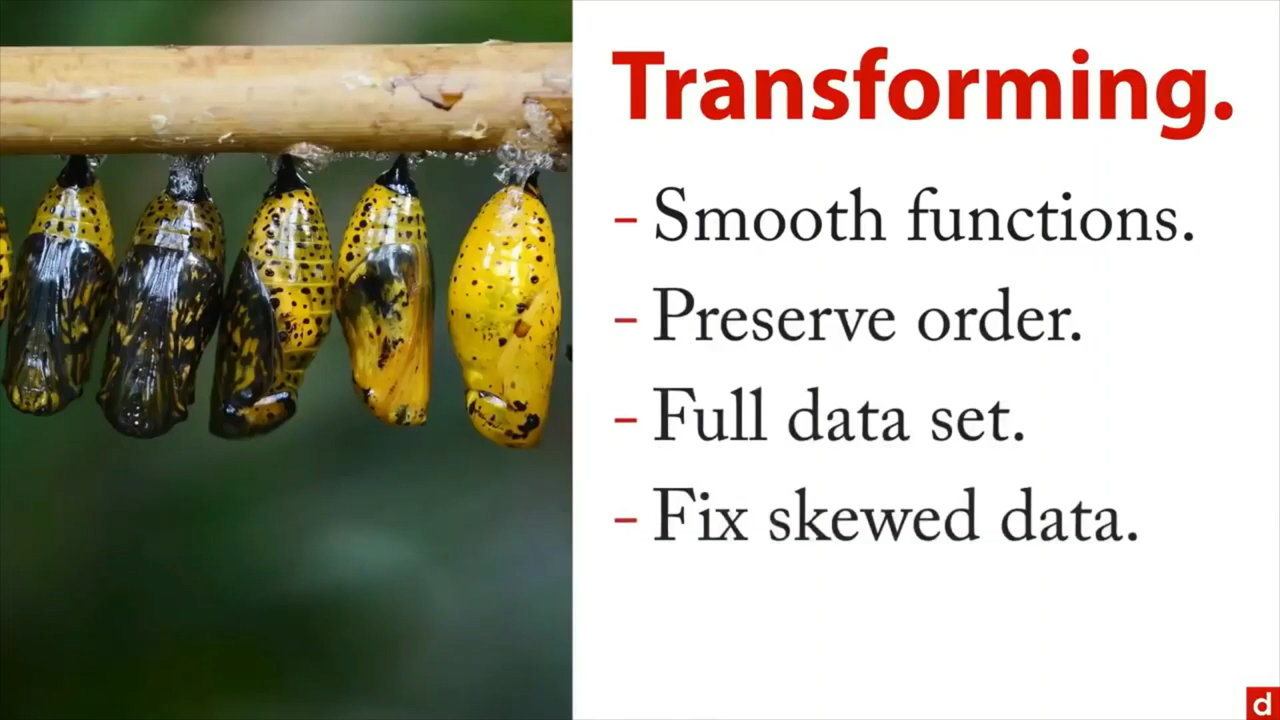 Transforming.
- Smooth functions.
- Preserve order.
- Full data set.
- Fix skewed data.
d